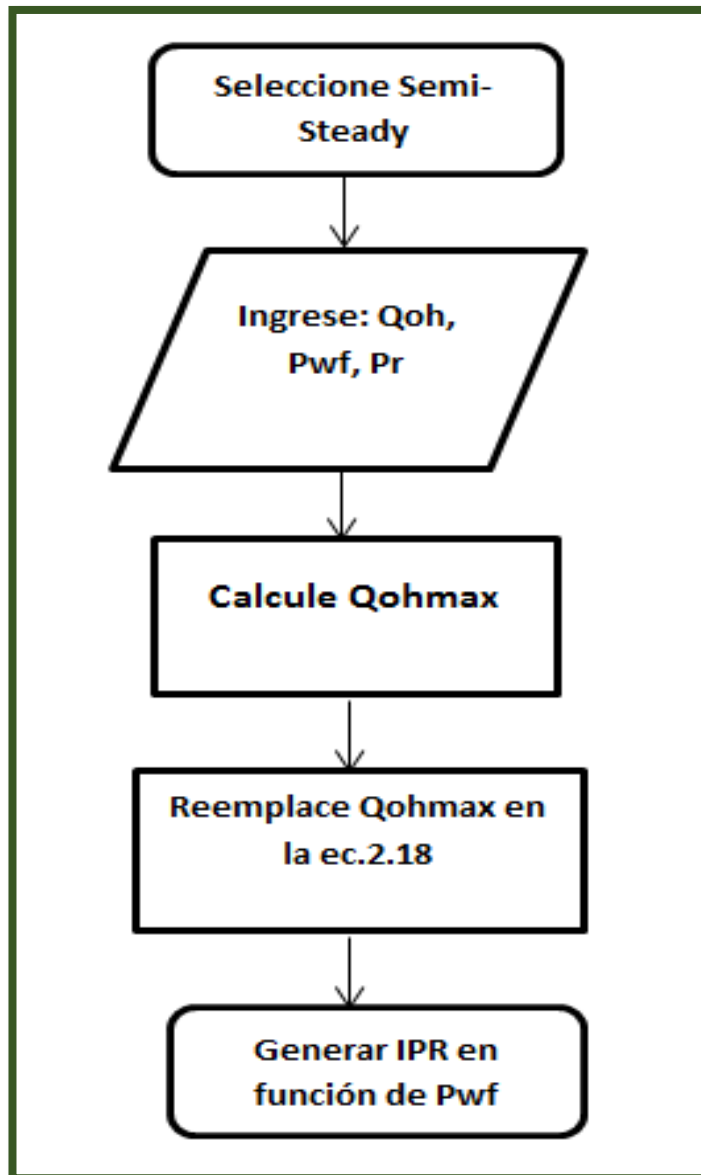 Seleccione Semi-
Steady
Ingrese: Qoh,
Pwf, Pr
Calcule Qohmax
Reemplace Qohmax en
la ec.2.18
Generar IPR en
función de Pwf